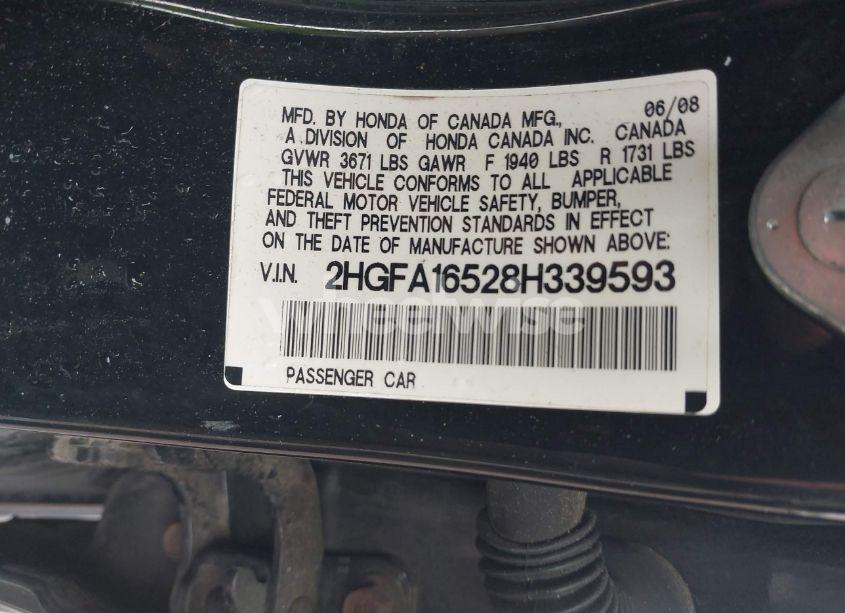 MFD. BY HONDA OF CANADA MFG., 06/08
A DIVISION OF HONDA CANADA INC. CANADA
GVWR 3671 LBS GAWR F 1940 LBS R 1731 LBS
THIS VEHICLE CONFORMS TO ALL APPLICABLE
FEDERAL MOTOR VEHICLE SAFETY, BUMPER,
AND THEFT PREVENTION STANDARDS IN EFFECT
ON THE DATE OF MANUFACTURE SHOWN ABOVE:
V.I.N. 2HGFA16528H339593
wheelwise
PASSENGER CAR